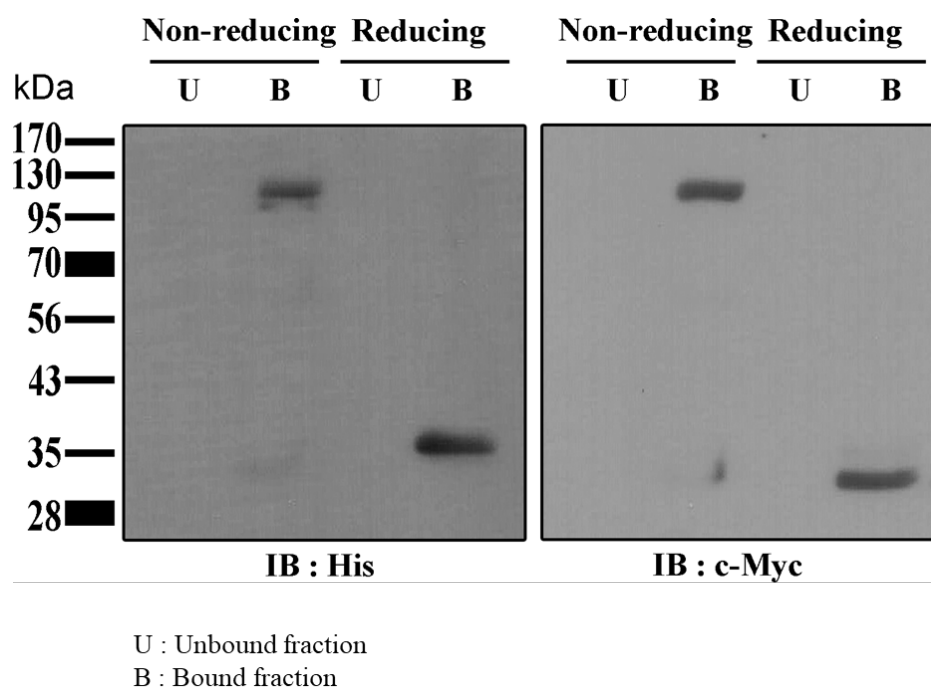 Non-reducing Reducing Non-reducing Reducing
kDa U B U B U B U B
170
130
95
70
56
43
35
28
IB : His IB : c-Myc
U : Unbound fraction
B : Bound fraction